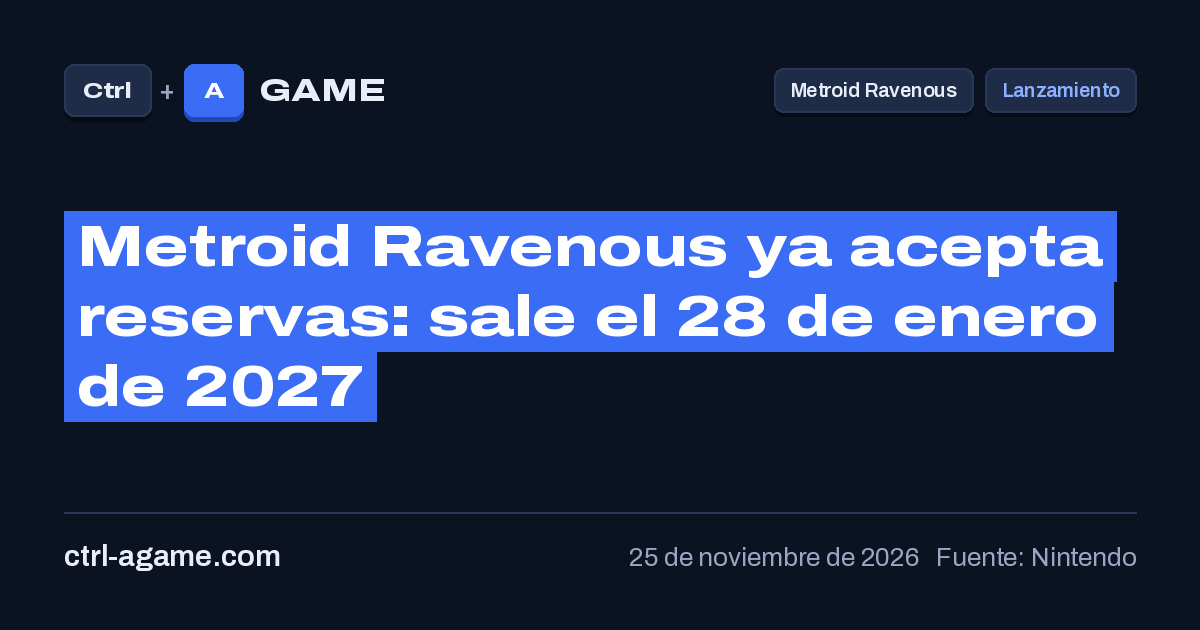 Ctrl + A GAME
Metroid Ravenous
Lanzamiento
Metroid Ravenous ya acepta
reservas: sale el 28 de enero
de 2027
ctrl-agame.com
25 de noviembre de 2026 Fuente: Nintendo